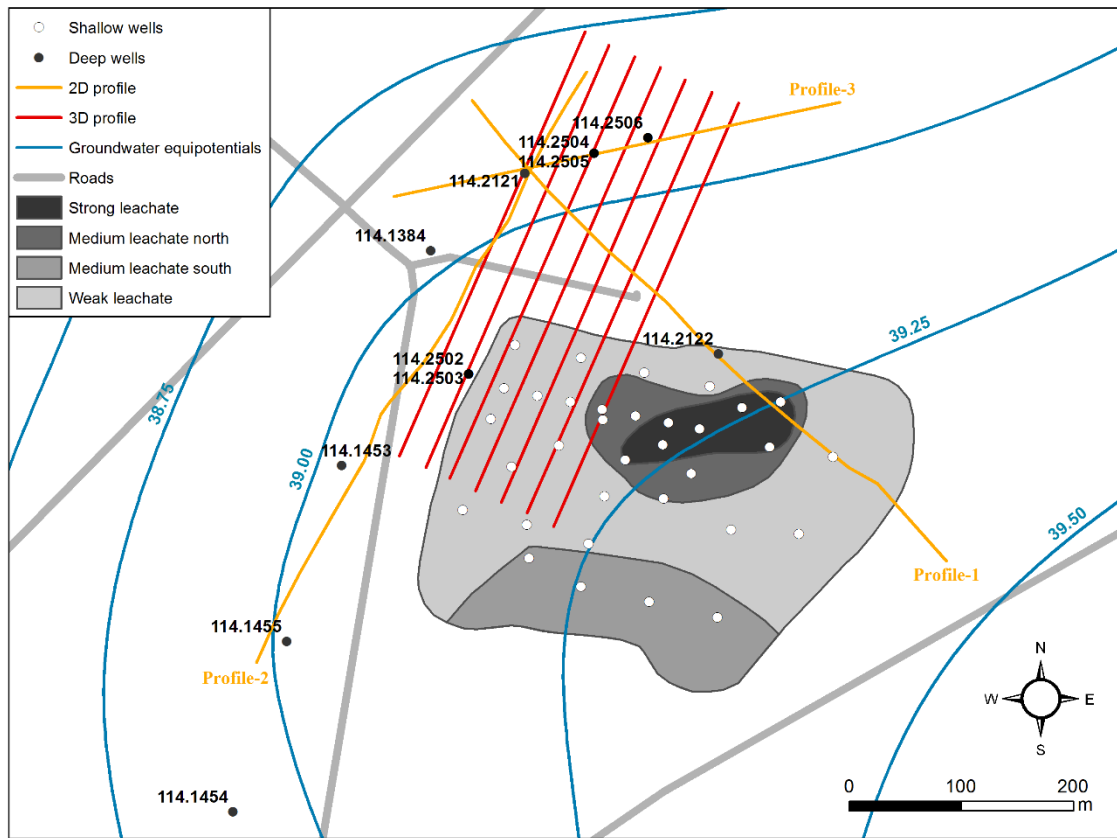 Shallow wells
Deep wells
2D profile
3D profile
Groundwater equipotentials
Roads
Strong leachate
Medium leachate north
Medium leachate south
Weak leachate
Profile-3
114.2506
114.2504
114.2505
114.2121
114.1384
114.2122
114.2502
114.2503
39.25
38.75
39.00
114.1453
39.50
Profile-1
114.1455
Profile-2
114.1454
N
W
E
S
0 100 200
m